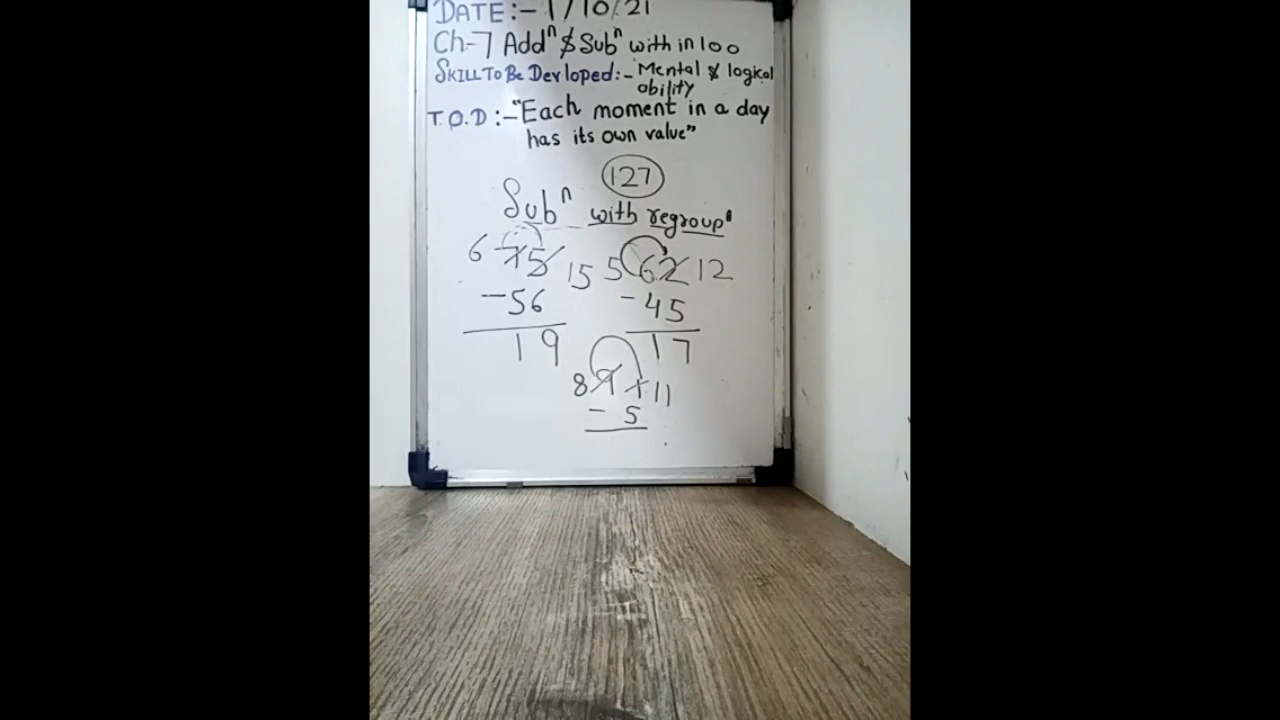 DATE:- 1/10/21
Ch-7 Addⁿ & Subⁿ with in 100
SKILL TO BE DEVLOPED:- Mental & logical
ability
T.O.D:- "Each moment in a day
has its own value"
127
Subⁿ with regroupⁿ
6 75 15 5 62 12
-56 -45
19 17
8 91 11
- 5